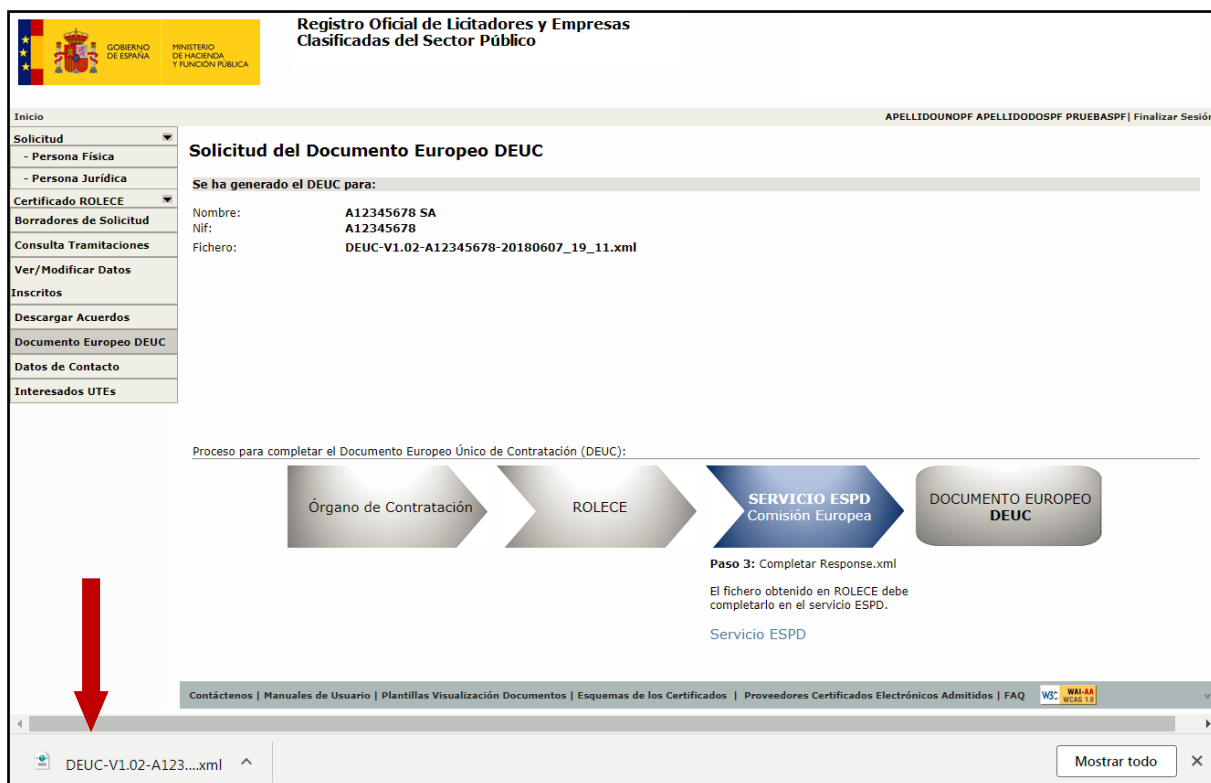 GOBIERNO
DE ESPAÑA
MINISTERIO
DE HACIENDA
Y FUNCIÓN PÚBLICA
Registro Oficial de Licitadores y Empresas
Clasificadas del Sector Público
Inicio
APELLIDOUNOPF APELLIDODOSPF PRUEBASPF| Finalizar Sesión
Solicitud
- Persona Física
- Persona Jurídica
Certificado ROLECE
Borradores de Solicitud
Consulta Tramitaciones
Ver/Modificar Datos
Inscritos
Descargar Acuerdos
Documento Europeo DEUC
Datos de Contacto
Interesados UTEs
Solicitud del Documento Europeo DEUC
Se ha generado el DEUC para:
Nombre: A12345678 SA
Nif: A12345678
Fichero: DEUC-V1.02-A12345678-20180607_19_11.xml
Proceso para completar el Documento Europeo Único de Contratación (DEUC):
Órgano de Contratación
ROLECE
SERVICIO ESPD
Comisión Europea
DOCUMENTO EUROPEO
DEUC
Paso 3: Completar Response.xml
El fichero obtenido en ROLECE debe
completarlo en el servicio ESPD.
Servicio ESPD
Contáctenos | Manuales de Usuario | Plantillas Visualización Documentos | Esquemas de los Certificados | Proveedores Certificados Electrónicos Admitidos | FAQ
W3C WAI-AA
WCAG 1.0
v
DEUC-V1.02-A123....xml
Mostrar todo